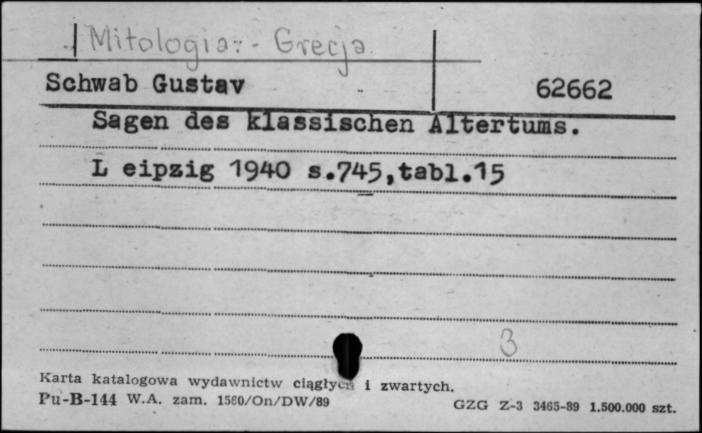 Mitologia: - Grecja
Schwab Gustav 62662
Sagen des klassischen Altertums.
L eipzig 1940 s.745,tabl.15
3
Karta katalogowa wydawnictw ciągłych i zwartych.
Pu-B-144 W.A. zam. 1560/On/DW/89 GZG Z-3 3465-89 1.500.000 szt.